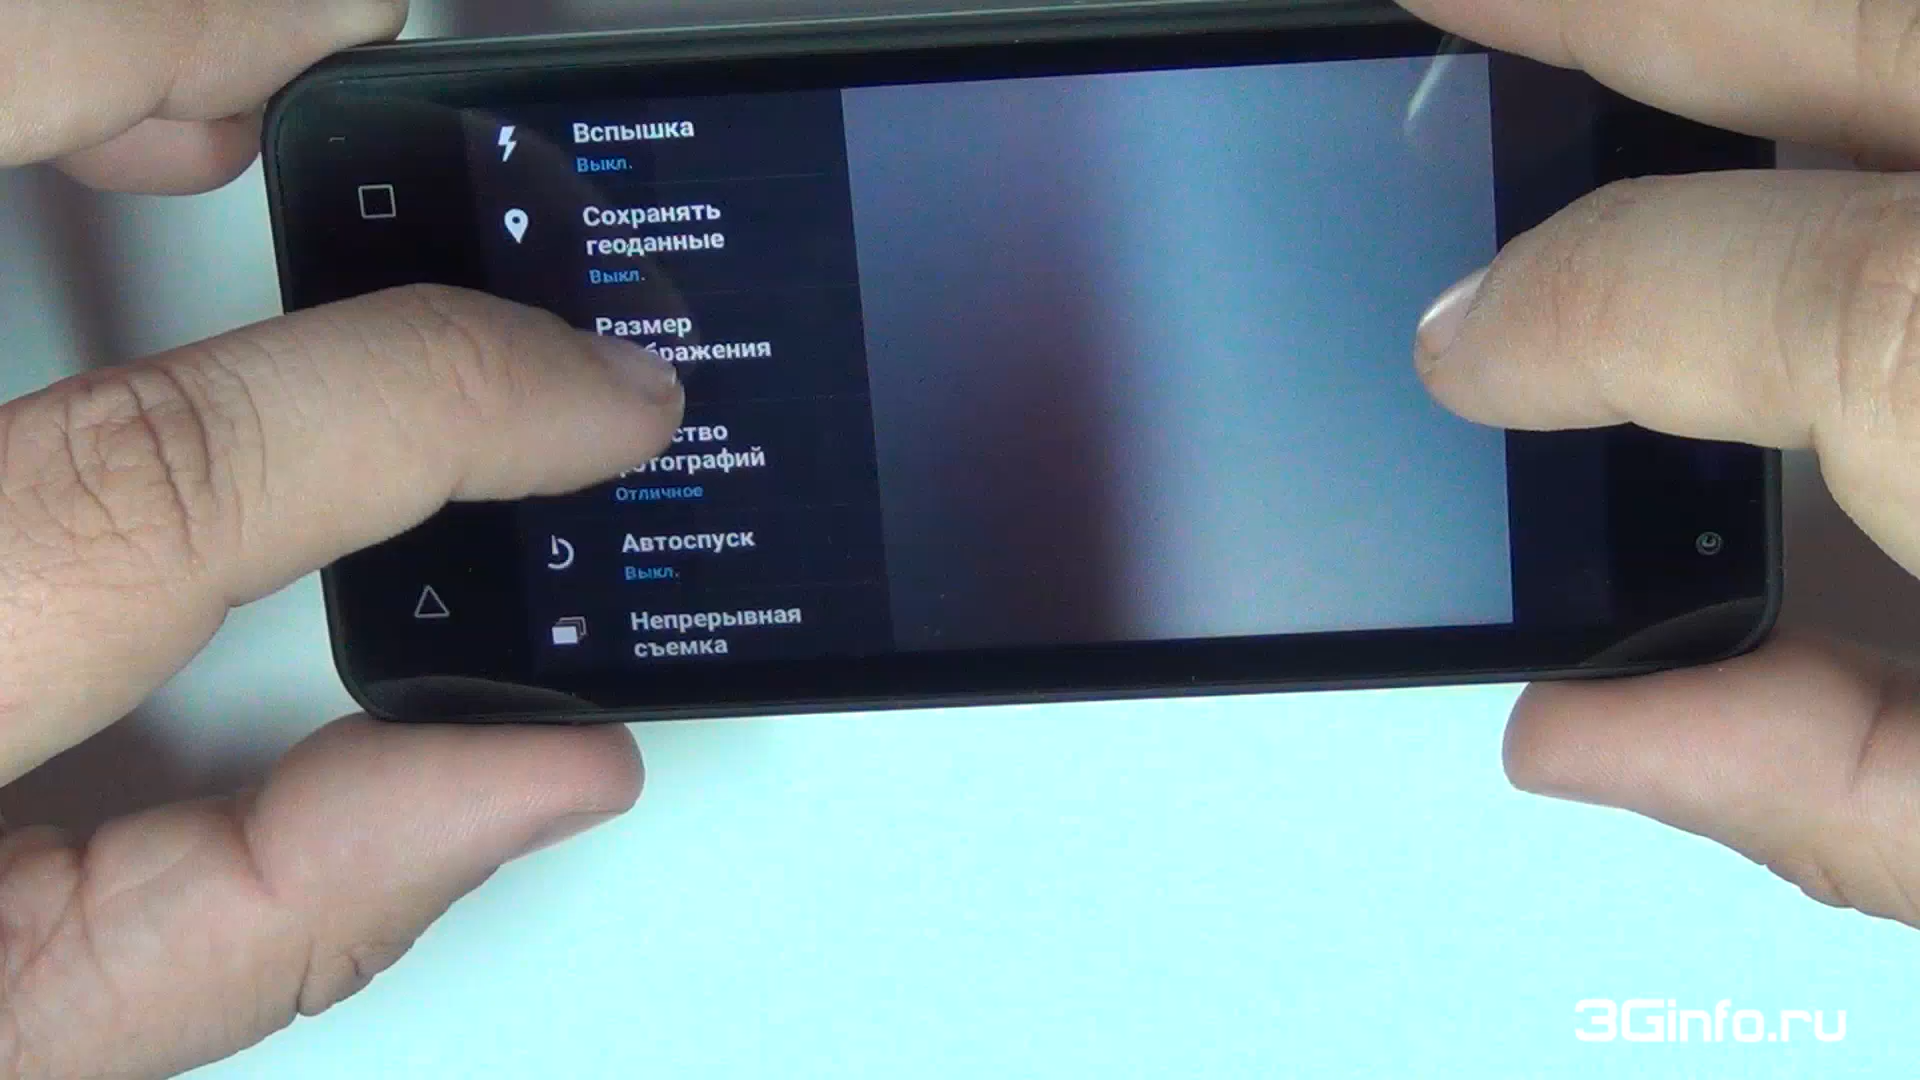 Вспышка
Выкл.
Сохранять
геоданные
Выкл.
Размер
Отличное
Автоспуск
Выкл.
Непрерывная
съемка
3Ginfo.ru